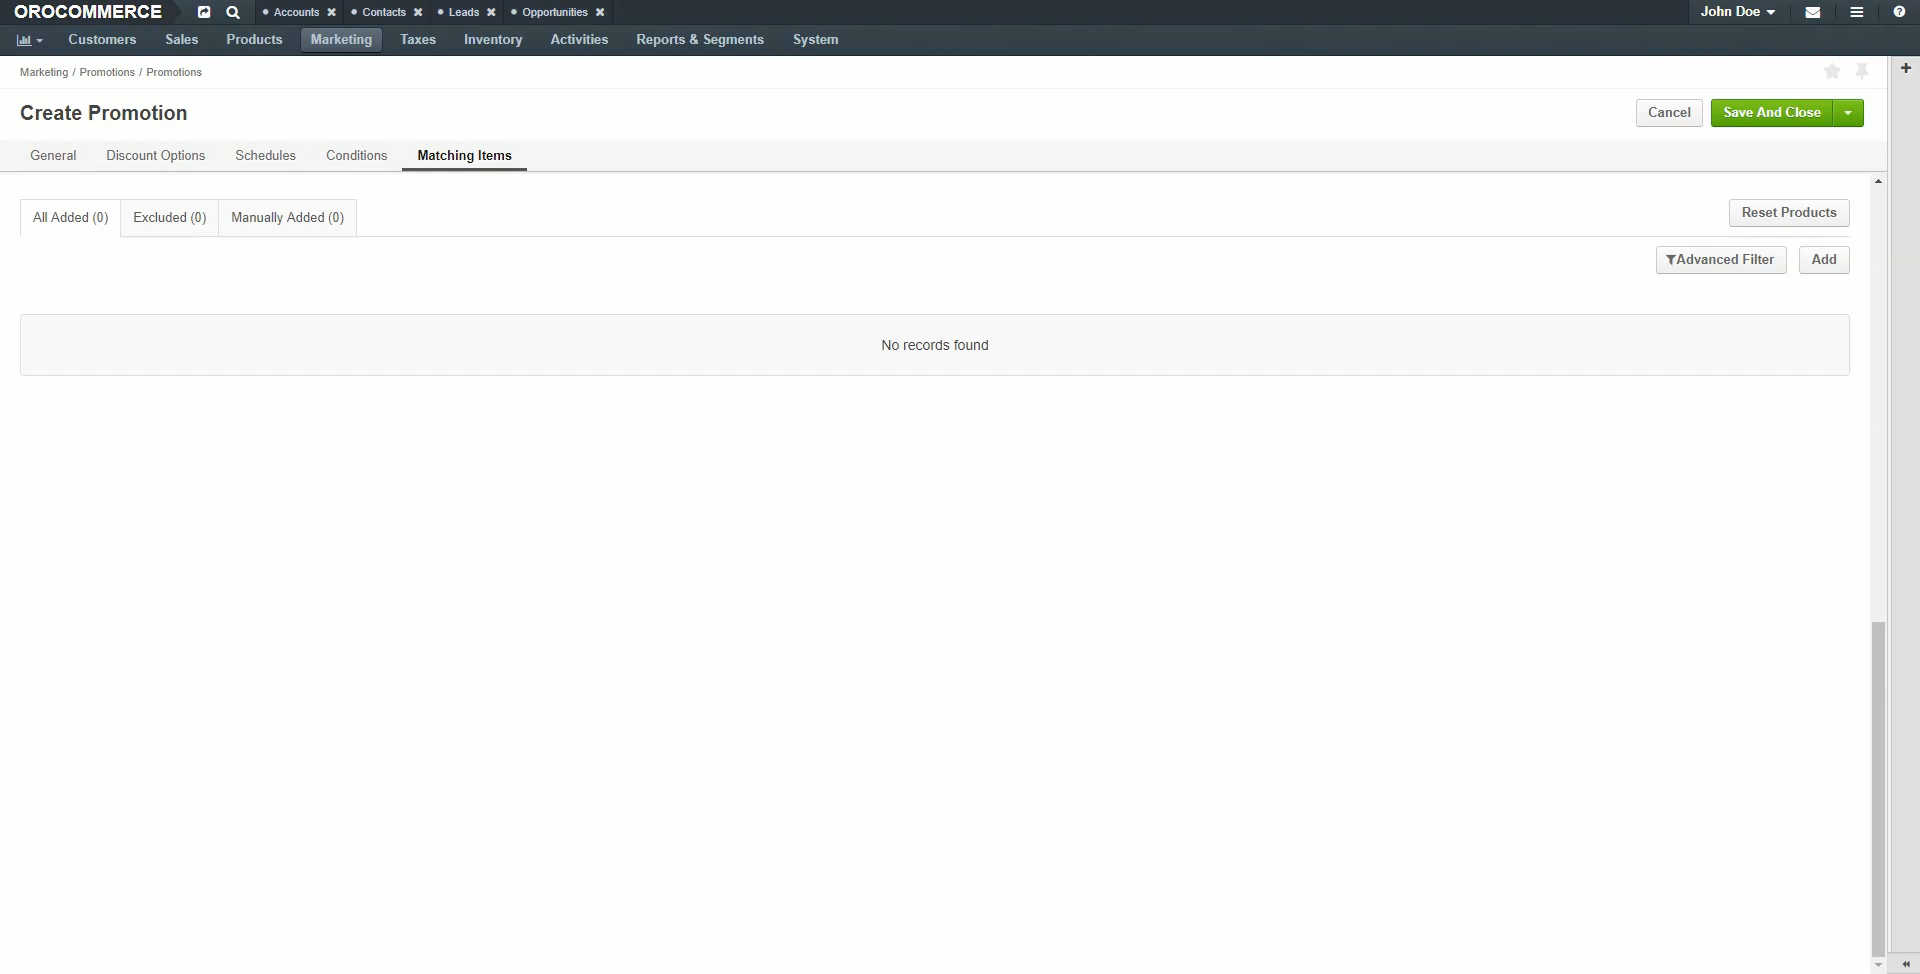 OROCOMMERCE Accounts Contacts Leads Opportunities John Doe
Customers Sales Products Marketing Taxes Inventory Activities Reports & Segments System
Marketing / Promotions / Promotions
Create Promotion Cancel Save And Close
General Discount Options Schedules Conditions Matching Items
All Added (0) Excluded (0) Manually Added (0) Reset Products
Advanced Filter Add
No records found